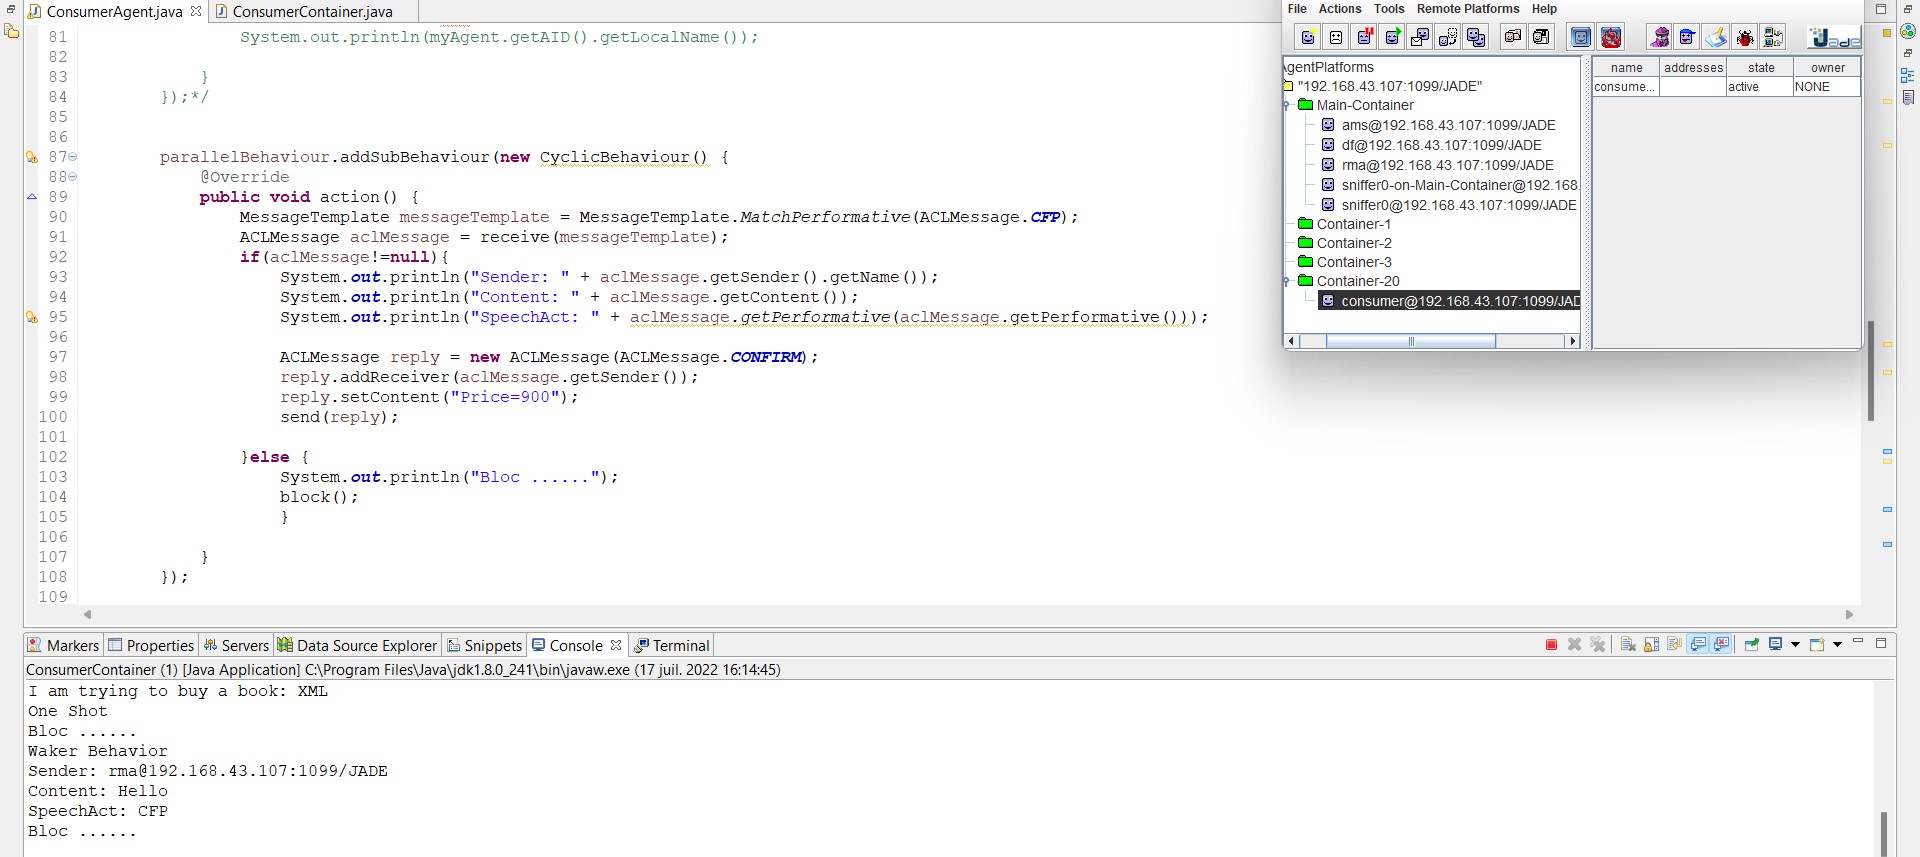 ConsumerAgent.java
ConsumerContainer.java
81 System.out.println(myAgent.getAID().getLocalName());
82
83 }
84 });*/
85
86
87 parallelBehaviour.addSubBehaviour(new CyclicBehaviour() {
88 @Override
89 public void action() {
90 MessageTemplate messageTemplate = MessageTemplate.MatchPerformative(ACLMessage.CFP);
91 ACLMessage aclMessage = receive(messageTemplate);
92 if(aclMessage!=null){
93 System.out.println("Sender: " + aclMessage.getSender().getName());
94 System.out.println("Content: " + aclMessage.getContent());
95 System.out.println("SpeechAct: " + aclMessage.getPerformative(aclMessage.getPerformative()));
96
97 ACLMessage reply = new ACLMessage(ACLMessage.CONFIRM);
98 reply.addReceiver(aclMessage.getSender());
99 reply.setContent("Price=900");
100 send(reply);
101
102 }else {
103 System.out.println("Bloc ......");
104 block();
105 }
106
107 }
108 });
109
File Actions Tools Remote Platforms Help
Jade
AgentPlatforms
"192.168.43.107:1099/JADE"
Main-Container
ams@192.168.43.107:1099/JADE
df@192.168.43.107:1099/JADE
rma@192.168.43.107:1099/JADE
sniffer0-on-Main-Container@192.168.
sniffer0@192.168.43.107:1099/JADE
Container-1
Container-2
Container-3
Container-20
consumer@192.168.43.107:1099/JAD
name addresses state owner
consume... active NONE
Markers Properties Servers Data Source Explorer Snippets Console Terminal
ConsumerContainer (1) [Java Application] C:\Program Files\Java\jdk1.8.0_241\bin\javaw.exe (17 juil. 2022 16:14:45)
I am trying to buy a book: XML
One Shot
Bloc ......
Waker Behavior
Sender: rma@192.168.43.107:1099/JADE
Content: Hello
SpeechAct: CFP
Bloc ......